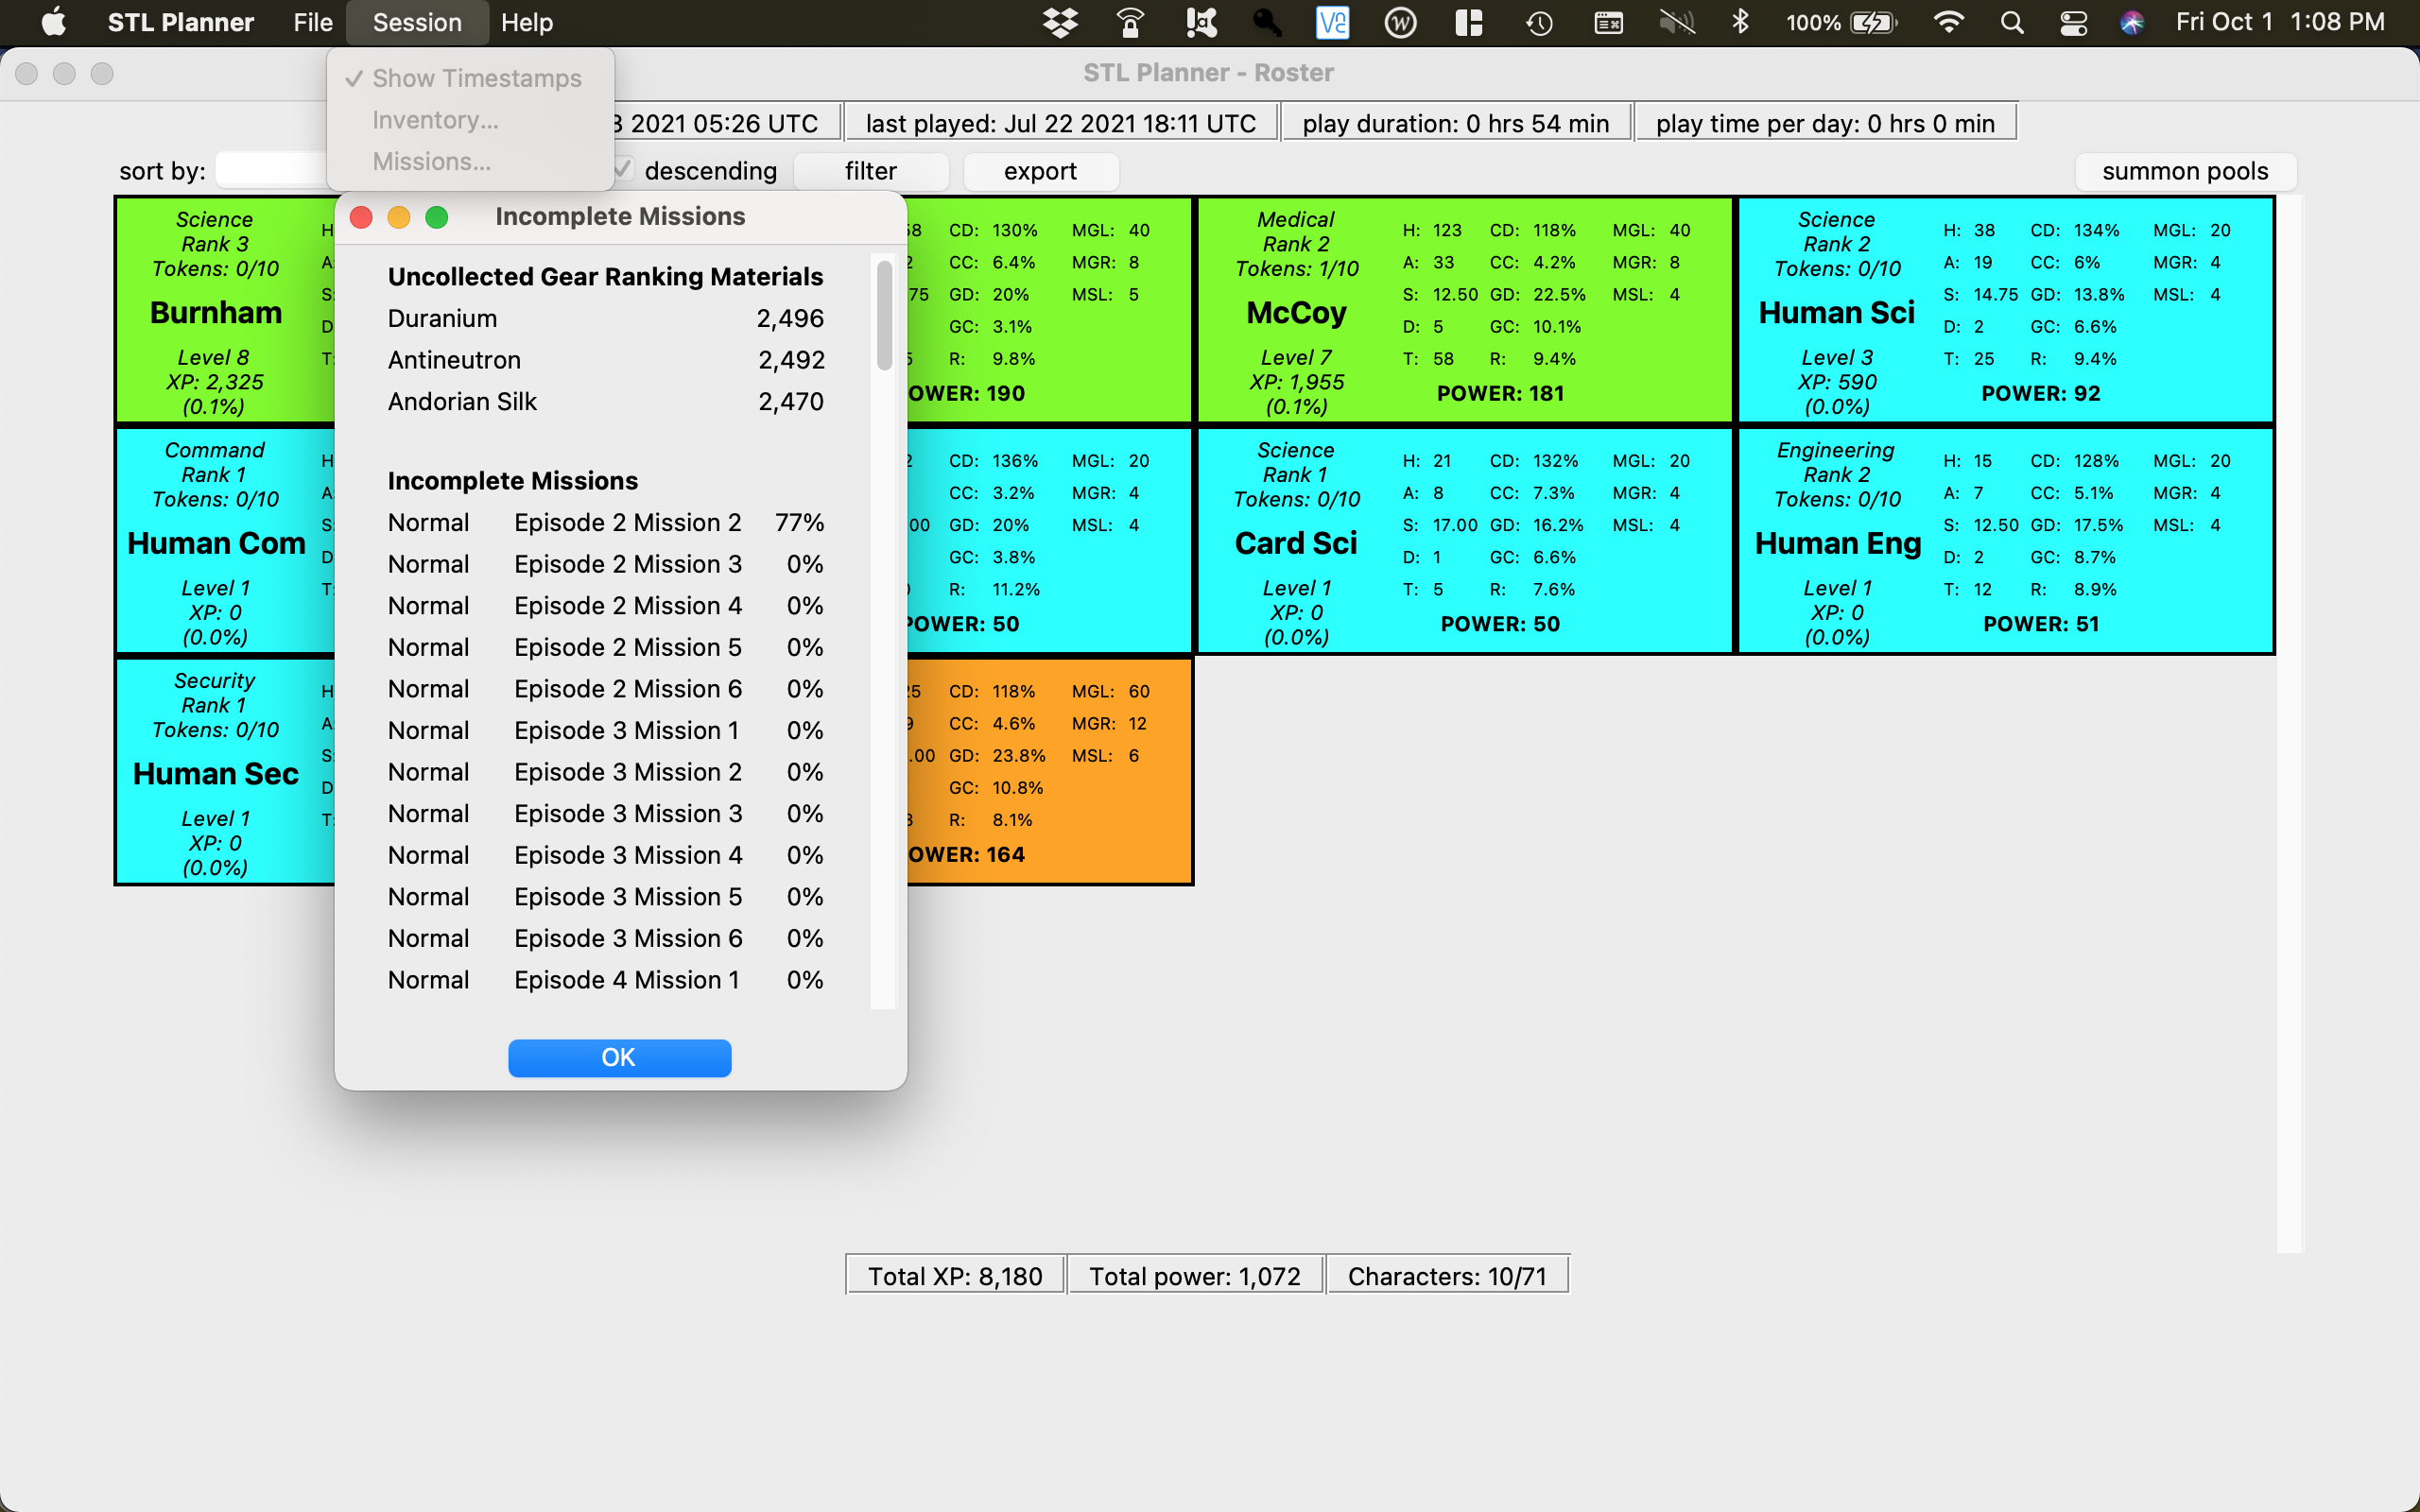 STL Planner File Session Help 100% Fri Oct 1 1:08 PM
STL Planner - Roster
Show Timestamps
Inventory...
Missions...
2021 05:26 UTC
last played: Jul 22 2021 18:11 UTC
play duration: 0 hrs 54 min
play time per day: 0 hrs 0 min
sort by:
descending
filter
export
summon pools
Science
Rank 3
Tokens: 0/10
Burnham
Level 8
XP: 2,325
(0.1%)
CD: 130% MGL: 40
CC: 6.4% MGR: 8
GD: 20% MSL: 5
GC: 3.1%
R: 9.8%
POWER: 190
Medical
Rank 2
Tokens: 1/10
McCoy
Level 7
XP: 1,955
(0.1%)
H: 123 CD: 118% MGL: 40
A: 33 CC: 4.2% MGR: 8
S: 12.50 GD: 22.5% MSL: 4
D: 5 GC: 10.1%
T: 58 R: 9.4%
POWER: 181
Science
Rank 2
Tokens: 0/10
Human Sci
Level 3
XP: 590
(0.0%)
H: 38 CD: 134% MGL: 20
A: 19 CC: 6% MGR: 4
S: 14.75 GD: 13.8% MSL: 4
D: 2 GC: 6.6%
T: 25 R: 9.4%
POWER: 92
Command
Rank 1
Tokens: 0/10
Human Com
Level 1
XP: 0
(0.0%)
CD: 136% MGL: 20
CC: 3.2% MGR: 4
GD: 20% MSL: 4
GC: 3.8%
R: 11.2%
POWER: 50
Science
Rank 1
Tokens: 0/10
Card Sci
Level 1
XP: 0
(0.0%)
H: 21 CD: 132% MGL: 20
A: 8 CC: 7.3% MGR: 4
S: 17.00 GD: 16.2% MSL: 4
D: 1 GC: 6.6%
T: 5 R: 7.6%
POWER: 50
Engineering
Rank 2
Tokens: 0/10
Human Eng
Level 1
XP: 0
(0.0%)
H: 15 CD: 128% MGL: 20
A: 7 CC: 5.1% MGR: 4
S: 12.50 GD: 17.5% MSL: 4
D: 2 GC: 8.7%
T: 12 R: 8.9%
POWER: 51
Security
Rank 1
Tokens: 0/10
Human Sec
Level 1
XP: 0
(0.0%)
CD: 118% MGL: 60
CC: 4.6% MGR: 12
GD: 23.8% MSL: 6
GC: 10.8%
R: 8.1%
POWER: 164
Incomplete Missions
Uncollected Gear Ranking Materials
Duranium 2,496
Antineutron 2,492
Andorian Silk 2,470
Incomplete Missions
Normal Episode 2 Mission 2 77%
Normal Episode 2 Mission 3 0%
Normal Episode 2 Mission 4 0%
Normal Episode 2 Mission 5 0%
Normal Episode 2 Mission 6 0%
Normal Episode 3 Mission 1 0%
Normal Episode 3 Mission 2 0%
Normal Episode 3 Mission 3 0%
Normal Episode 3 Mission 4 0%
Normal Episode 3 Mission 5 0%
Normal Episode 3 Mission 6 0%
Normal Episode 4 Mission 1 0%
OK
Total XP: 8,180
Total power: 1,072
Characters: 10/71